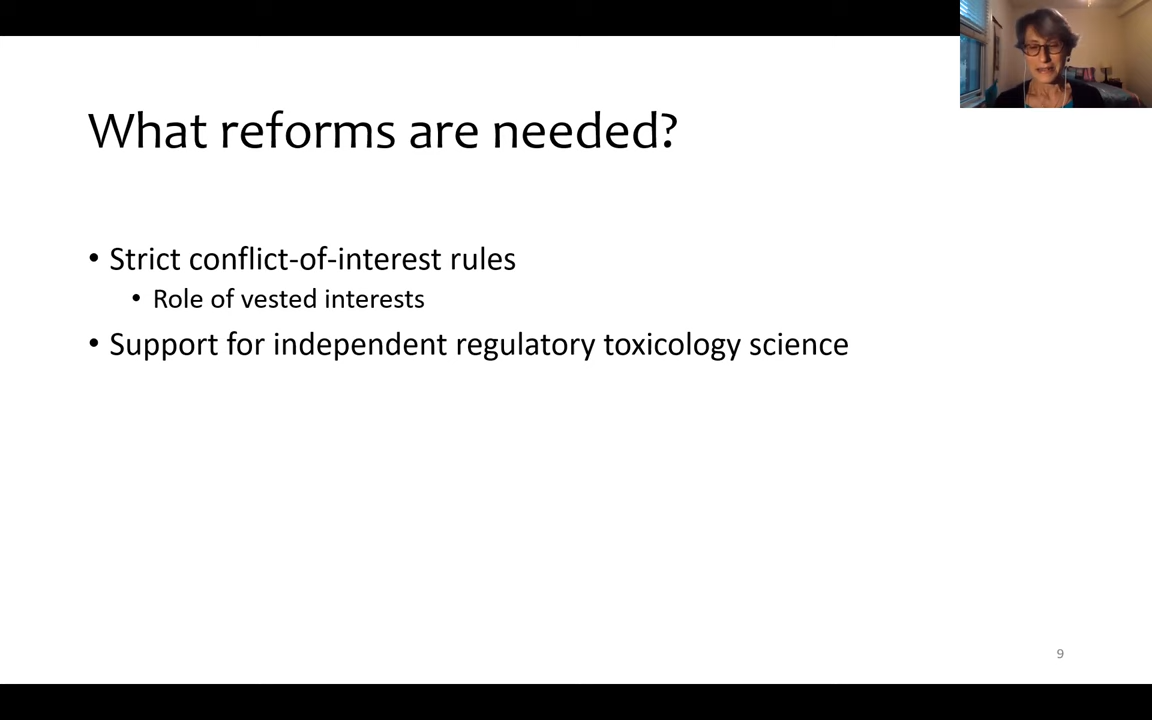 What reforms are needed?
• Strict conflict-of-interest rules
• Role of vested interests
• Support for independent regulatory toxicology science
9